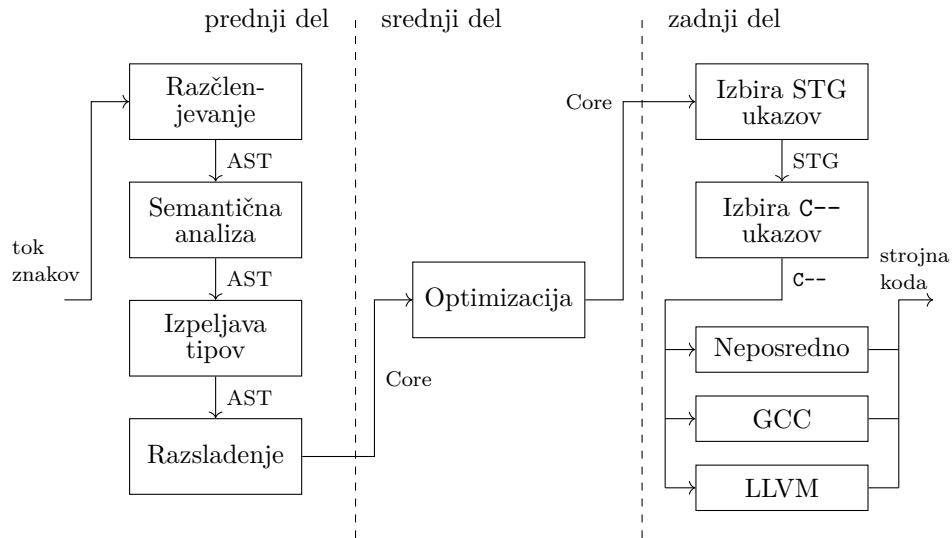 prednji del
srednji del
zadnji del
tok
znakov
Razčlen-
jevanje
AST
Semantična
analiza
AST
Izpeljava
tipov
AST
Razsladenje
Core
Optimizacija
Core
Izbira STG
ukazov
STG
Izbira C--
ukazov
C--
Neposredno
GCC
LLVM
strojna
koda